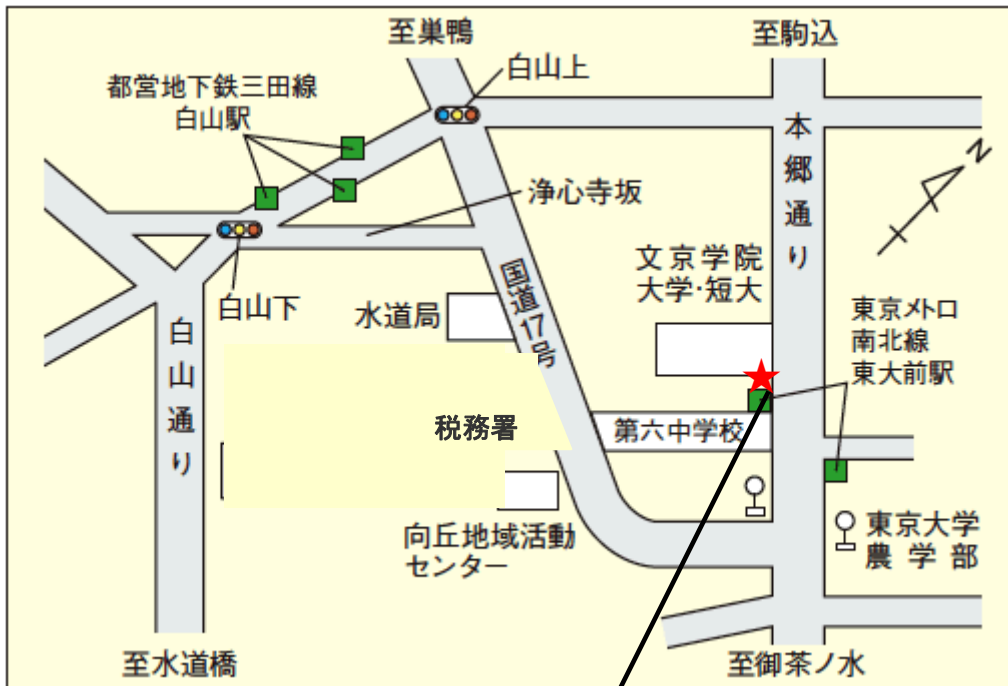 至巣鴨
至駒込
白山上
都営地下鉄三田線
白山駅
本郷通り
N
浄心寺坂
文京学院
大学・短大
国道17号
白山下
水道局
東京メトロ
南北線
東大前駅
白山通り
税務署
第六中学校
向丘地域活動
センター
東京大学
農学部
至水道橋
至御茶ノ水